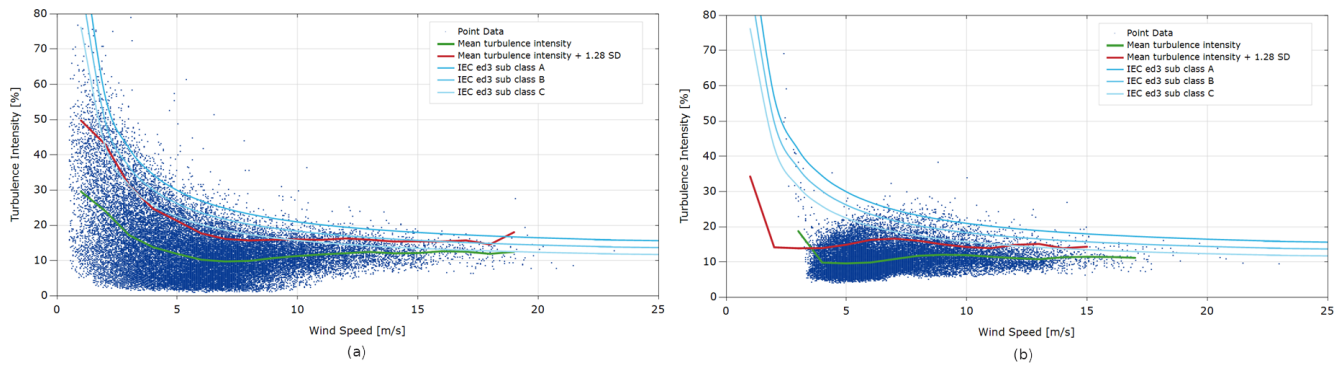 80
70
60
50
40
30
20
10
0
Turbulence Intensity [%]
Point Data
Mean turbulence intensity
Mean turbulence intensity + 1.28 SD
IEC ed3 sub class A
IEC ed3 sub class B
IEC ed3 sub class C
0 5 10 15 20 25
Wind Speed [m/s]
(a)
80
70
60
50
40
30
20
10
0
Turbulence Intensity [%]
Point Data
Mean turbulence intensity
Mean turbulence intensity + 1.28 SD
IEC ed3 sub class A
IEC ed3 sub class B
IEC ed3 sub class C
0 5 10 15 20 25
Wind Speed [m/s]
(b)